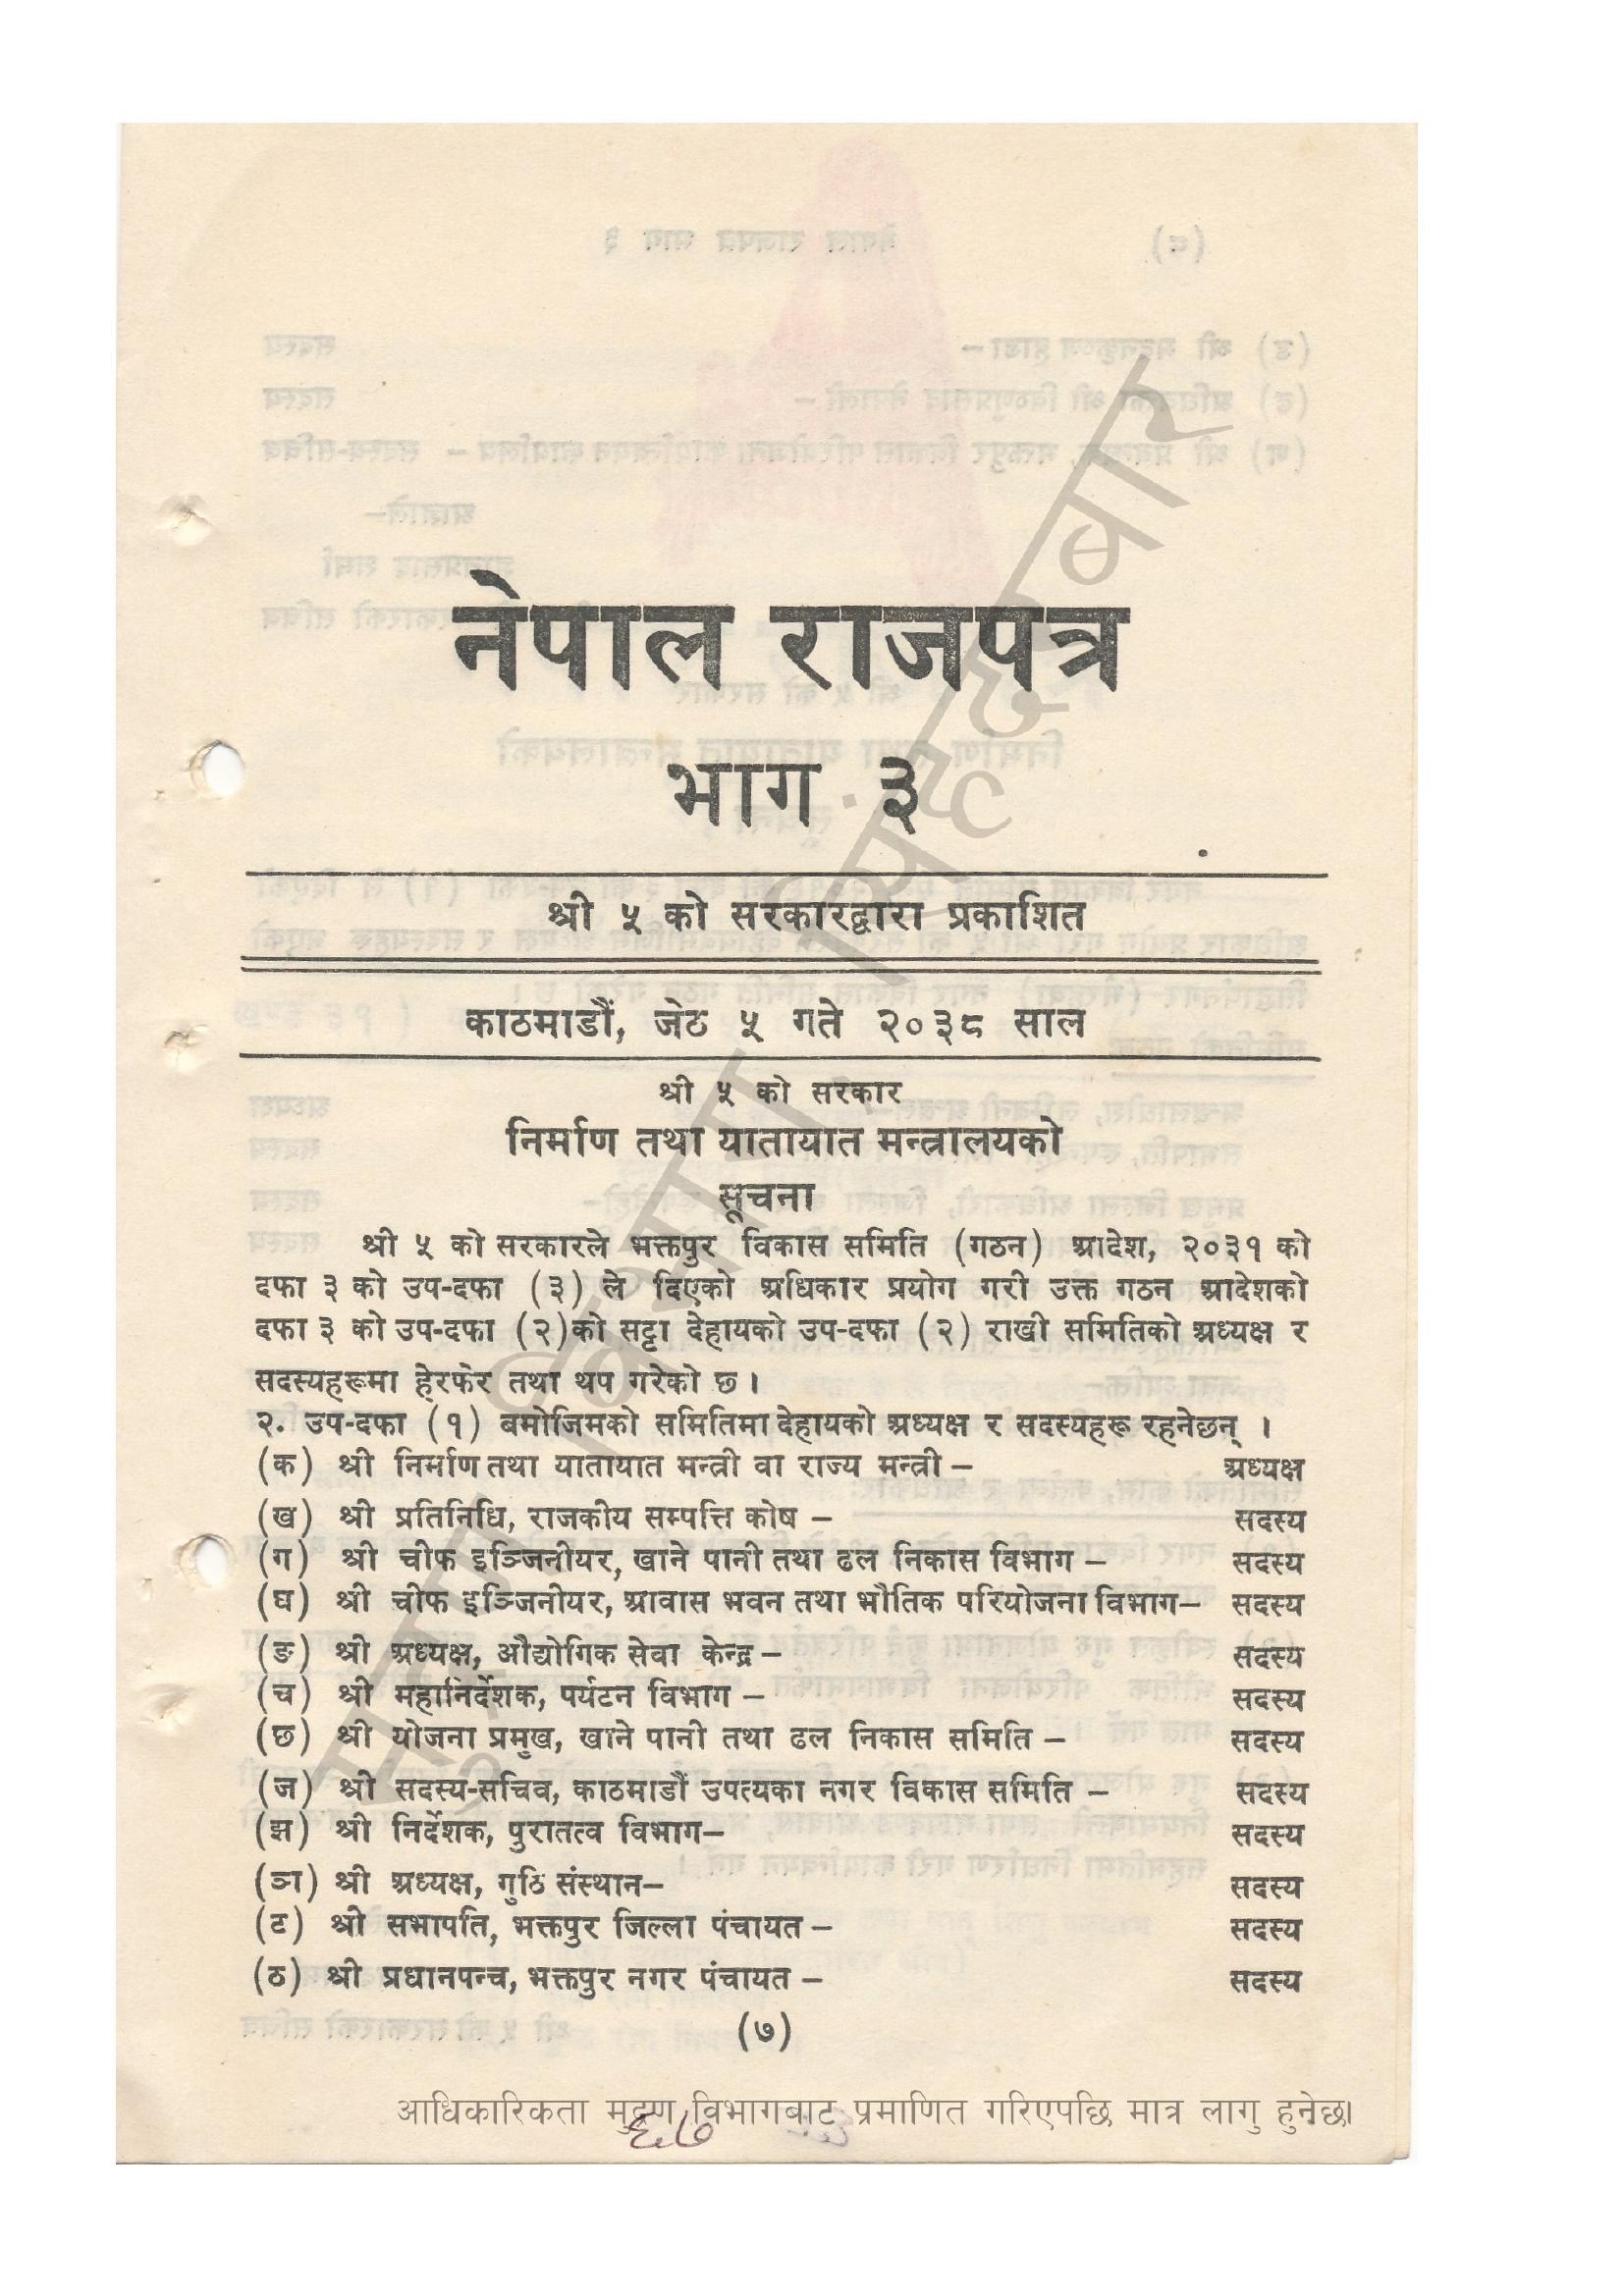 नेपाल राजपत्र
भाग ३
श्री ५ को सरकारद्वारा प्रकाशित
काठमाडौं, जेठ ५ गते २०३८ साल
श्री ५ को सरकार
निर्माण तथा यातायात मन्त्रालयको
सूचना
श्री ५ को सरकारले भक्तपुर विकास समिति (गठन) आदेश, २०३१ को
दफा ३ को उप-दफा (३) ले दिएको अधिकार प्रयोग गरी उक्त गठन आदेशको
दफा ३ को उप-दफा (२)को सट्टा देहायको उप-दफा (२) राखी समितिको अध्यक्ष र
सदस्यहरूमा हेरफेर तथा थप गरेको छ ।
२. उप-दफा (१) बमोजिमको समितिमा देहायको अध्यक्ष र सदस्यहरू रहनेछन् ।
(क) श्री निर्माण तथा यातायात मन्त्री वा राज्य मन्त्री – अध्यक्ष
(ख) श्री प्रतिनिधि, राजकीय सम्पत्ति कोष – सदस्य
(ग) श्री चीफ इञ्जिनीयर, खाने पानी तथा ढल निकास विभाग – सदस्य
(घ) श्री चीफ इञ्जिनीयर, आवास भवन तथा भौतिक परियोजना विभाग– सदस्य
(ङ) श्री अध्यक्ष, औद्योगिक सेवा केन्द्र – सदस्य
(च) श्री महानिर्देशक, पर्यटन विभाग – सदस्य
(छ) श्री योजना प्रमुख, खाने पानी तथा ढल निकास समिति – सदस्य
(ज) श्री सदस्य-सचिव, काठमाडौं उपत्यका नगर विकास समिति – सदस्य
(झ) श्री निर्देशक, पुरातत्व विभाग– सदस्य
(ञ) श्री अध्यक्ष, गुठि संस्थान– सदस्य
(ट) श्री सभापति, भक्तपुर जिल्ला पंचायत – सदस्य
(ठ) श्री प्रधानपन्च, भक्तपुर नगर पंचायत – सदस्य
(७)
आधिकारिकता मुद्रण विभागबाट प्रमाणित गरिएपछि मात्र लागु हुनेछ।
६७